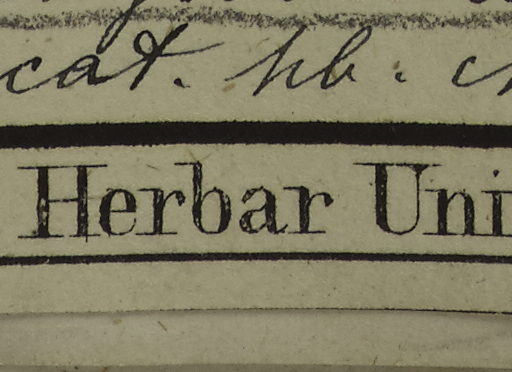 cat. hb.
Herbar Uni